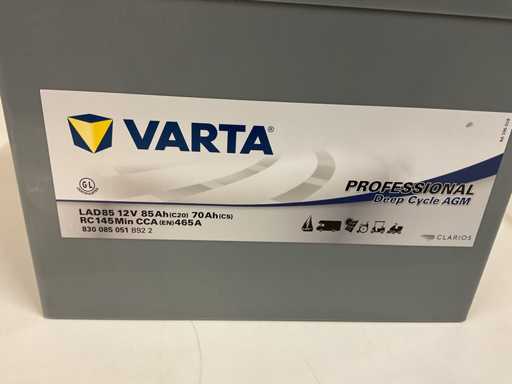 VARTA®
GL
PROFESSIONAL
Deep Cycle AGM
LAD85 12V 85Ah(C20) 70Ah(C5)
RC145Min CCA(EN)465A
830 085 051 B92 2
CLARIOS